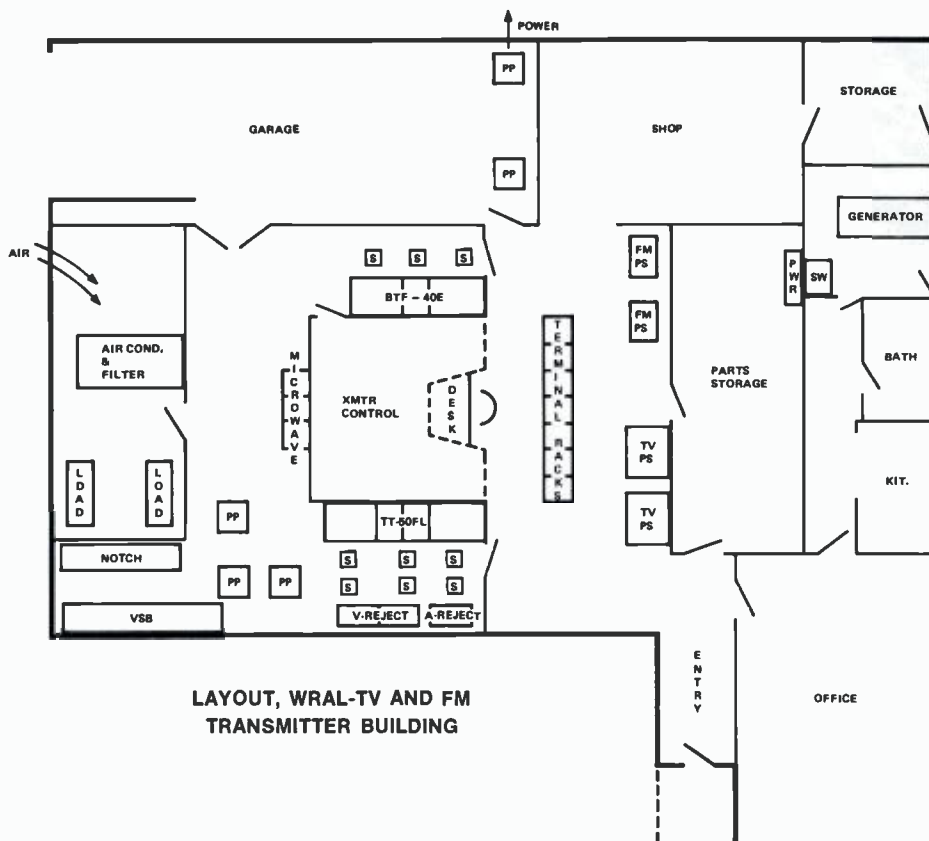 POWER
PP
STORAGE
GARAGE
SHOP
PP
GENERATOR
AIR
S S S
FM
PS
PWR
SW
BTF - 40E
FM
PS
AIR COND.
&
FILTER
MICROWAVE
XMTR
CONTROL
DESK
TERMINAL RACKS
PARTS
STORAGE
BATH
LOAD
LOAD
TV
PS
KIT.
PP
TT-50FL
TV
PS
NOTCH
S S S
PP
PP
S S S
VSB
V-REJECT
A-REJECT
ENTRY
OFFICE
LAYOUT, WRAL-TV AND FM
TRANSMITTER BUILDING